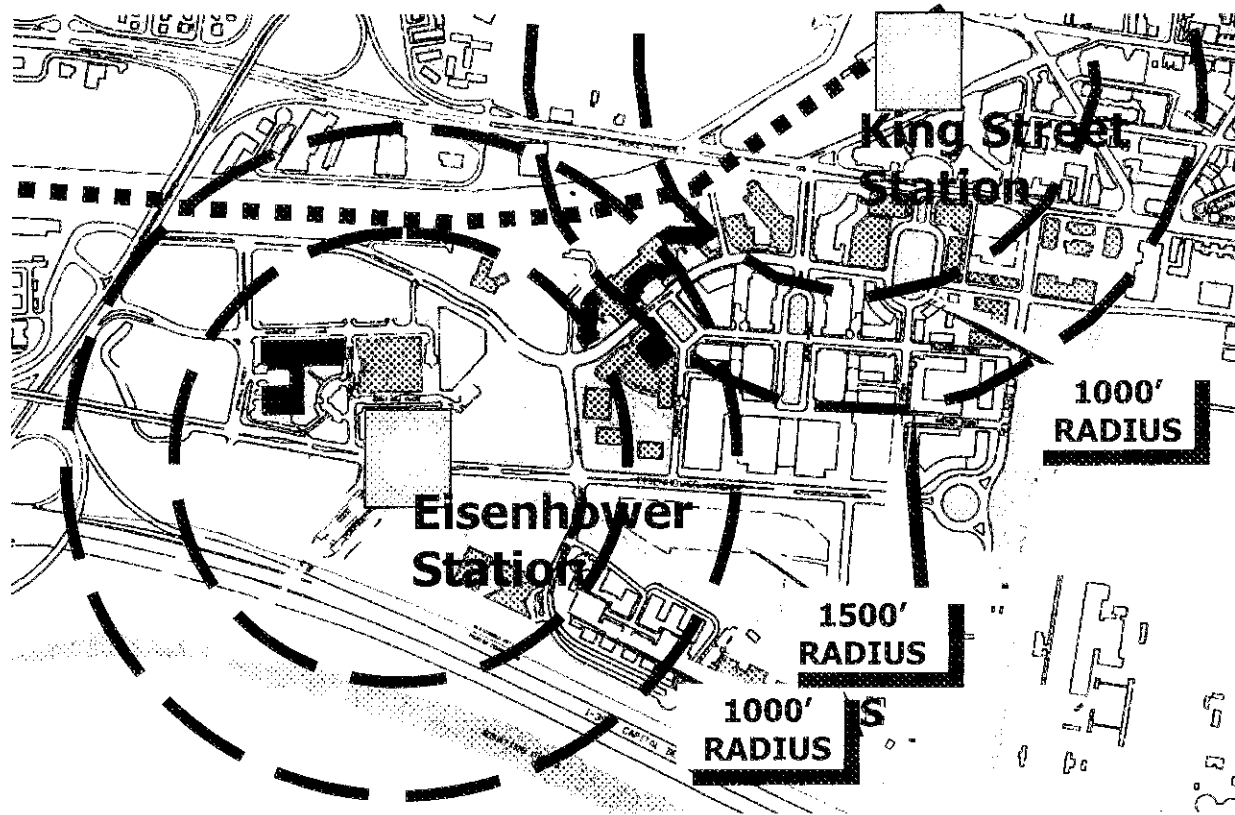 King Street
Station
1000’
RADIUS
Eisenhower
Station
1500’
RADIUS
1000’
RADIUS
S